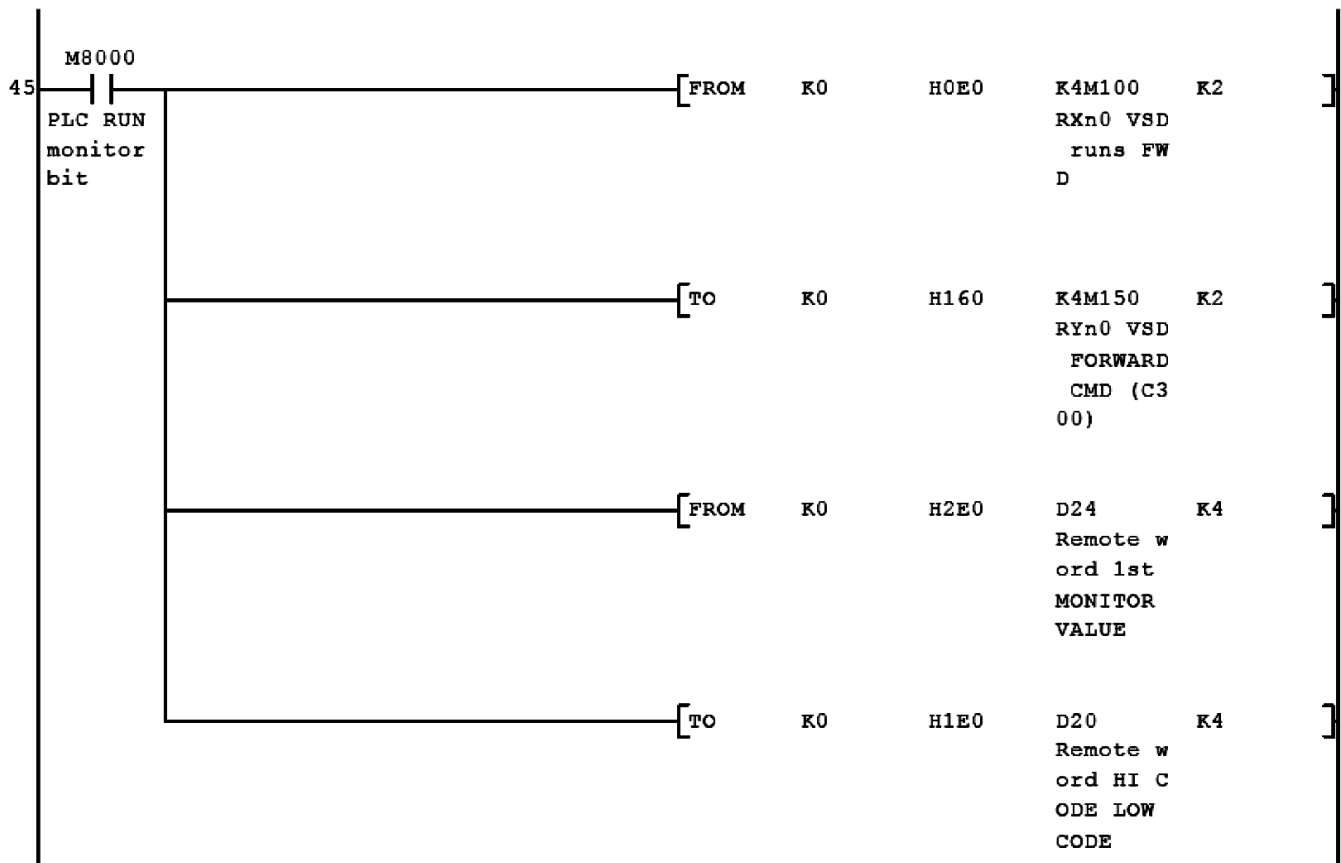 M8000
45
FROM K0 H0E0 K4M100 K2
PLC RUN
monitor
bit
RXn0 VSD
runs FW
D
TO K0 H160 K4M150 K2
RYn0 VSD
FORWARD
CMD (C3
00)
FROM K0 H2E0 D24 K4
Remote w
ord 1st
MONITOR
VALUE
TO K0 H1E0 D20 K4
Remote w
ord HI C
ODE LOW
CODE